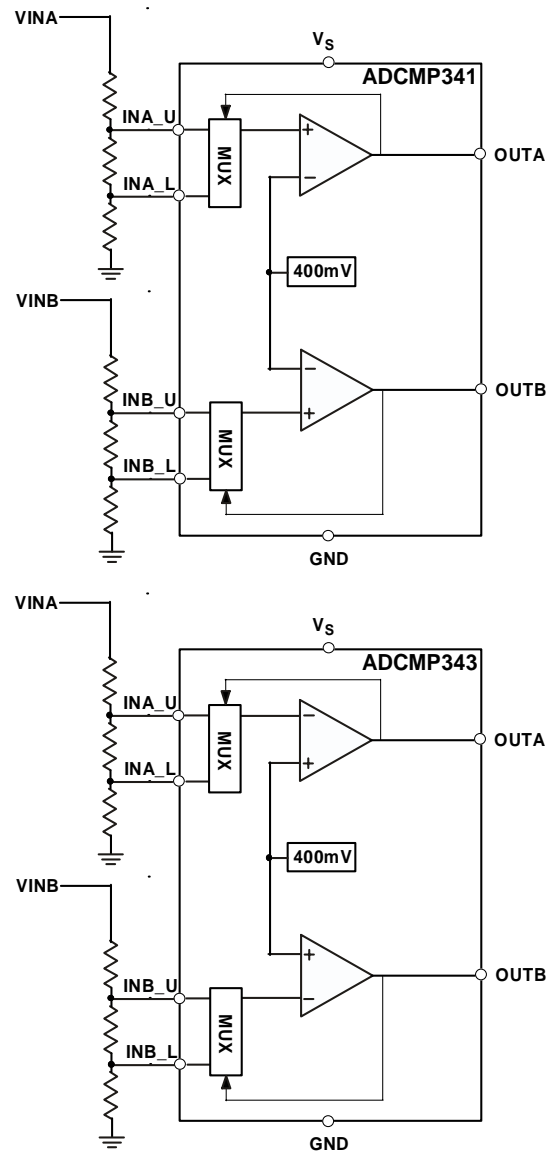 VINA
VS
ADCMP341
INA_U
MUX
+
OUTA
INA_L
−
400mV
VINB
−
OUTB
INB_U
+
MUX
INB_L
GND
VINA
VS
ADCMP343
INA_U
MUX
−
OUTA
INA_L
+
400mV
VINB
+
OUTB
INB_U
−
MUX
INB_L
GND